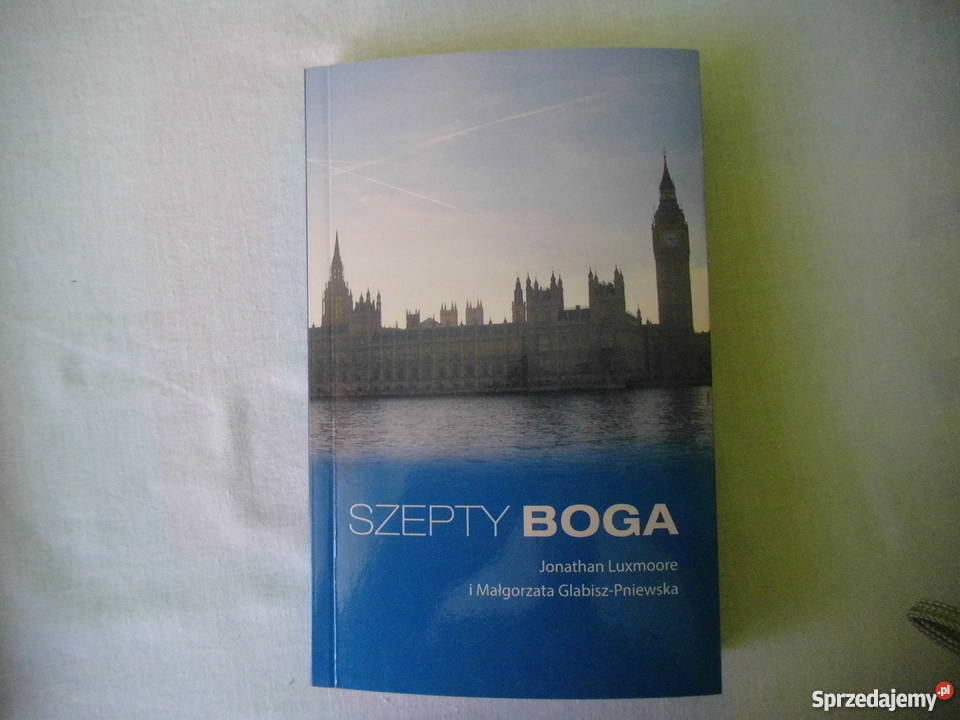 SZEPTY BOGA
Jonathan Luxmoore
i Małgorzata Glabisz-Pniewska
Sprzedajemy.pl